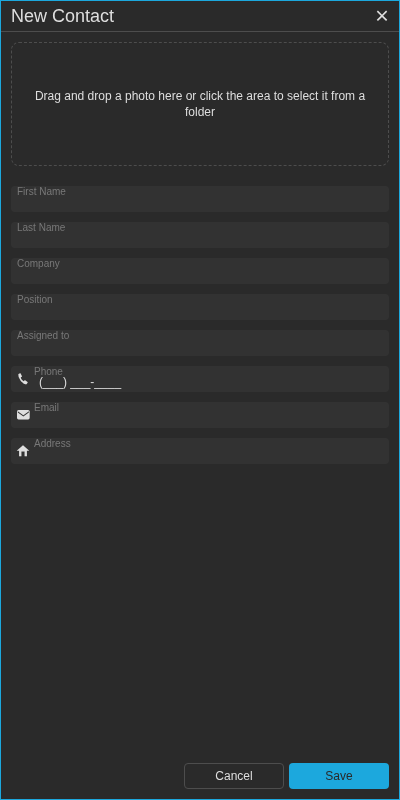 New Contact
Drag and drop a photo here or click the area to select it from a
folder
First Name
Last Name
Company
Position
Assigned to
Phone
(___) ___-____
Email
Address
Cancel
Save